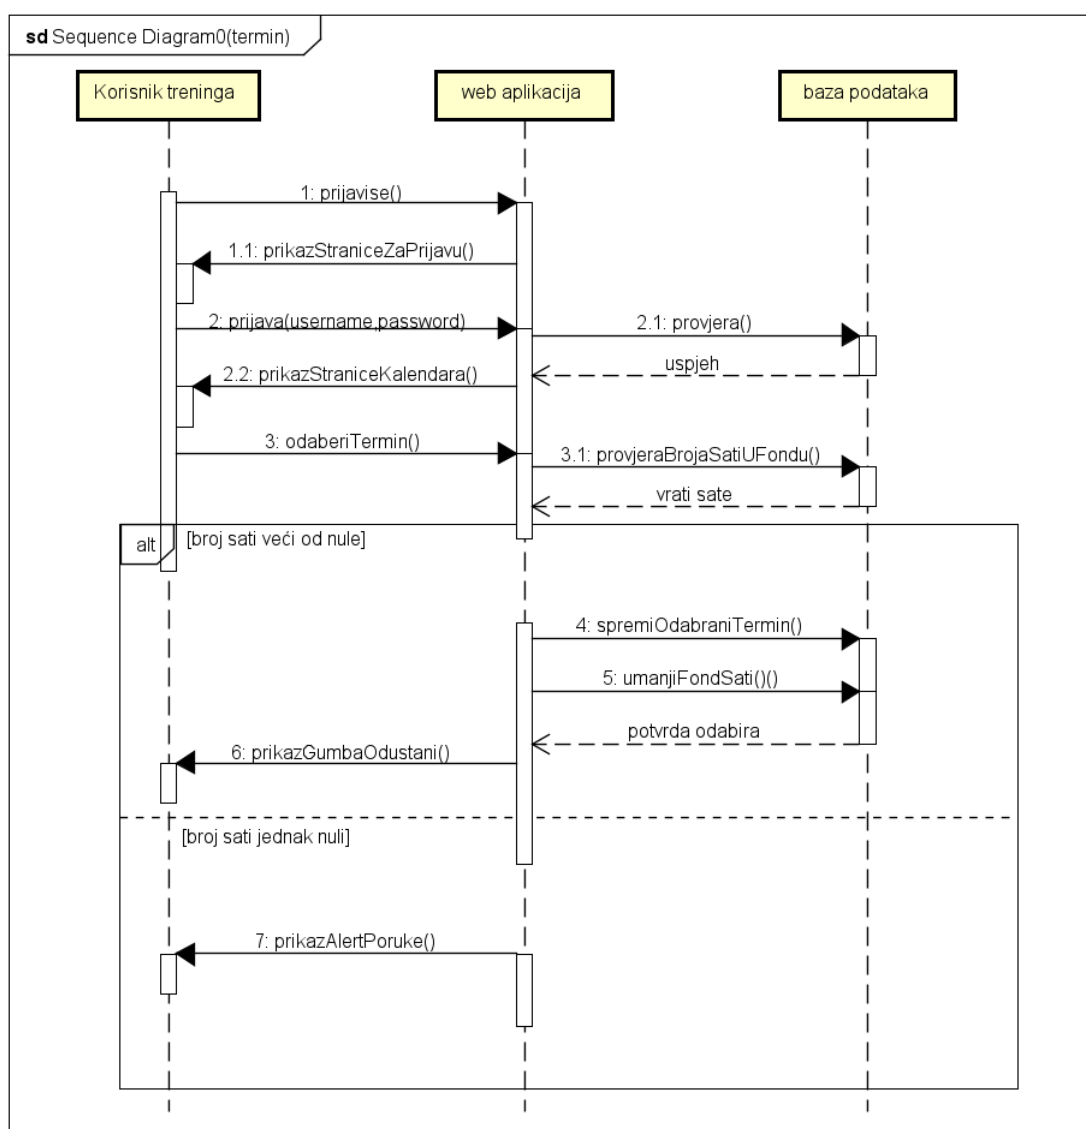 sd Sequence Diagram0(termin)
Korisnik treninga
web aplikacija
baza podataka
1: prijavise()
1.1: prikazStraniceZaPrijavu()
2: prijava(username,password)
2.1: provjera()
uspjeh
2.2: prikazStraniceKalendara()
3: odaberiTermin()
3.1: provjeraBrojaSatiUFondu()
vrati sate
alt
[broj sati veći od nule]
4: spremiOdabraniTermin()
5: umanjiFondSati()()
potvrda odabira
6: prikazGumbaOdustani()
[broj sati jednak nuli]
7: prikazAlertPoruke()